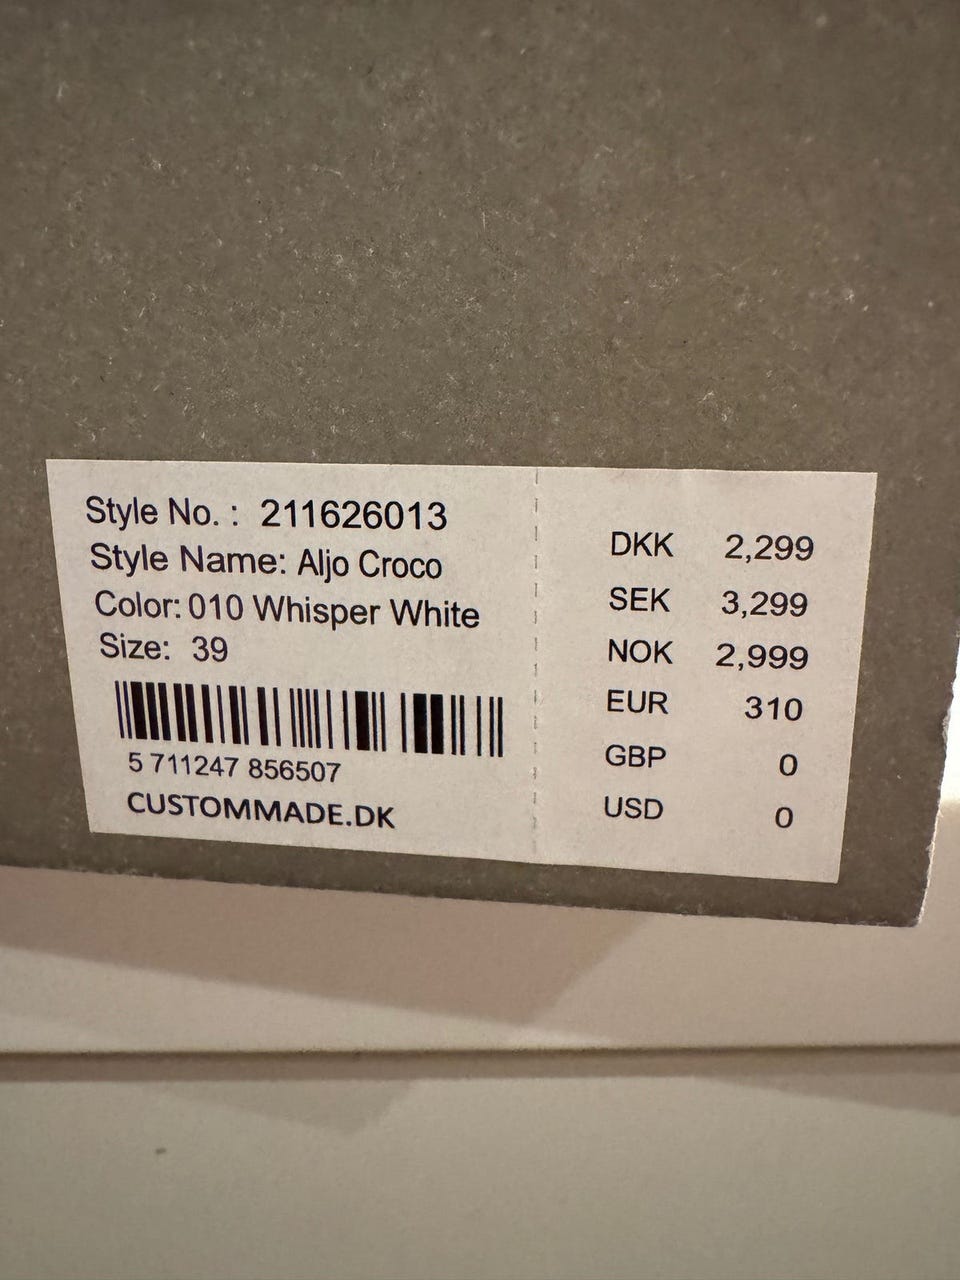 Style No. : 211626013
Style Name: Aljo Croco
Color: 010 Whisper White
Size: 39
5 711247 856507
CUSTOMMADE.DK
DKK 2,299
SEK 3,299
NOK 2,999
EUR 310
GBP 0
USD 0